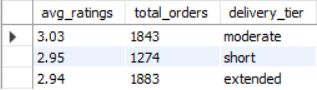 avg_ratings total_orders delivery_tier
3.03 1843 moderate
2.95 1274 short
2.94 1883 extended